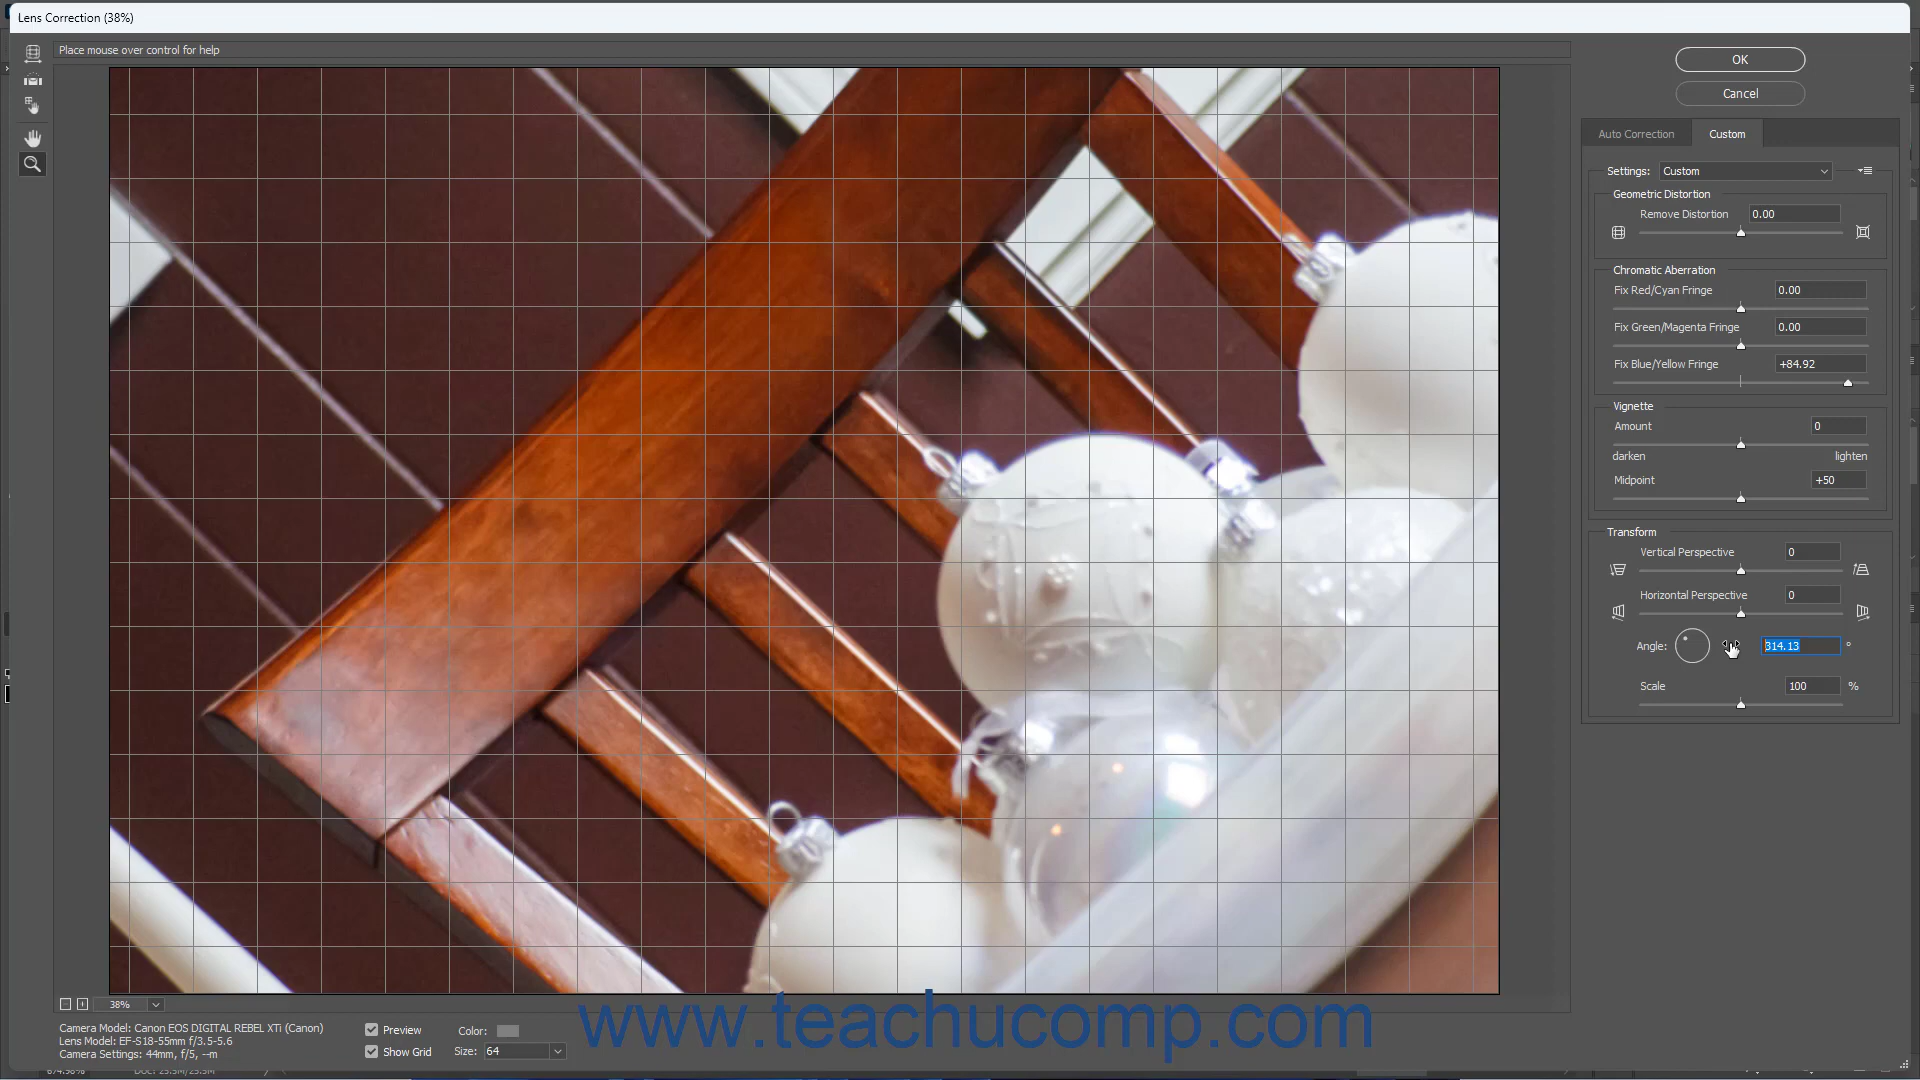 Lens Correction (38%)
Place mouse over control for help
OK
Cancel
Auto Correction Custom
Settings: Custom
Geometric Distortion
Remove Distortion 0.00
Chromatic Aberration
Fix Red/Cyan Fringe 0.00
Fix Green/Magenta Fringe 0.00
Fix Blue/Yellow Fringe +84.92
Vignette
Amount 0
darken lighten
Midpoint +50
Transform
Vertical Perspective 0
Horizontal Perspective 0
Angle: 314.13 °
Scale 100 %
38%
Camera Model: Canon EOS DIGITAL REBEL XTi (Canon)
Lens Model: EF-S18-55mm f/3.5-5.6
Camera Settings: 44mm, f/5, --m
Preview Color:
Show Grid Size: 64
www.teachucomp.com